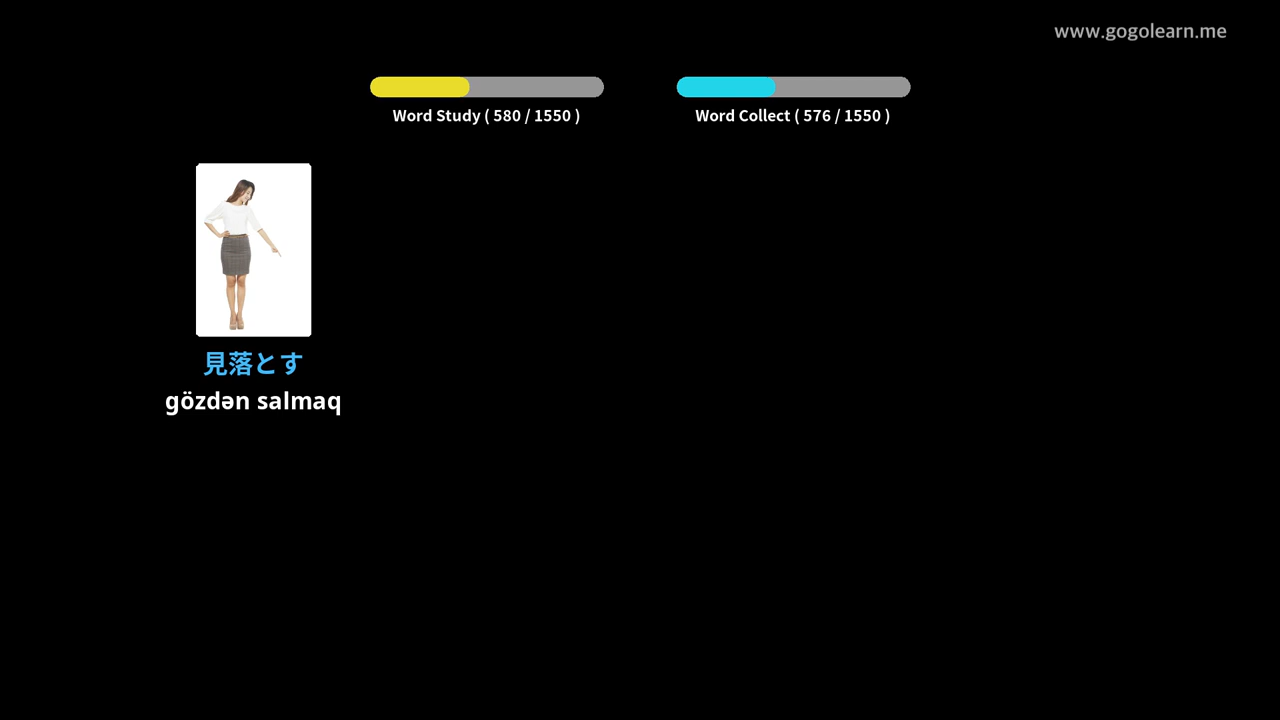 www.gogolearn.me
Word Study ( 580 / 1550 )
Word Collect ( 576 / 1550 )
見落とす
gözdən salmaq